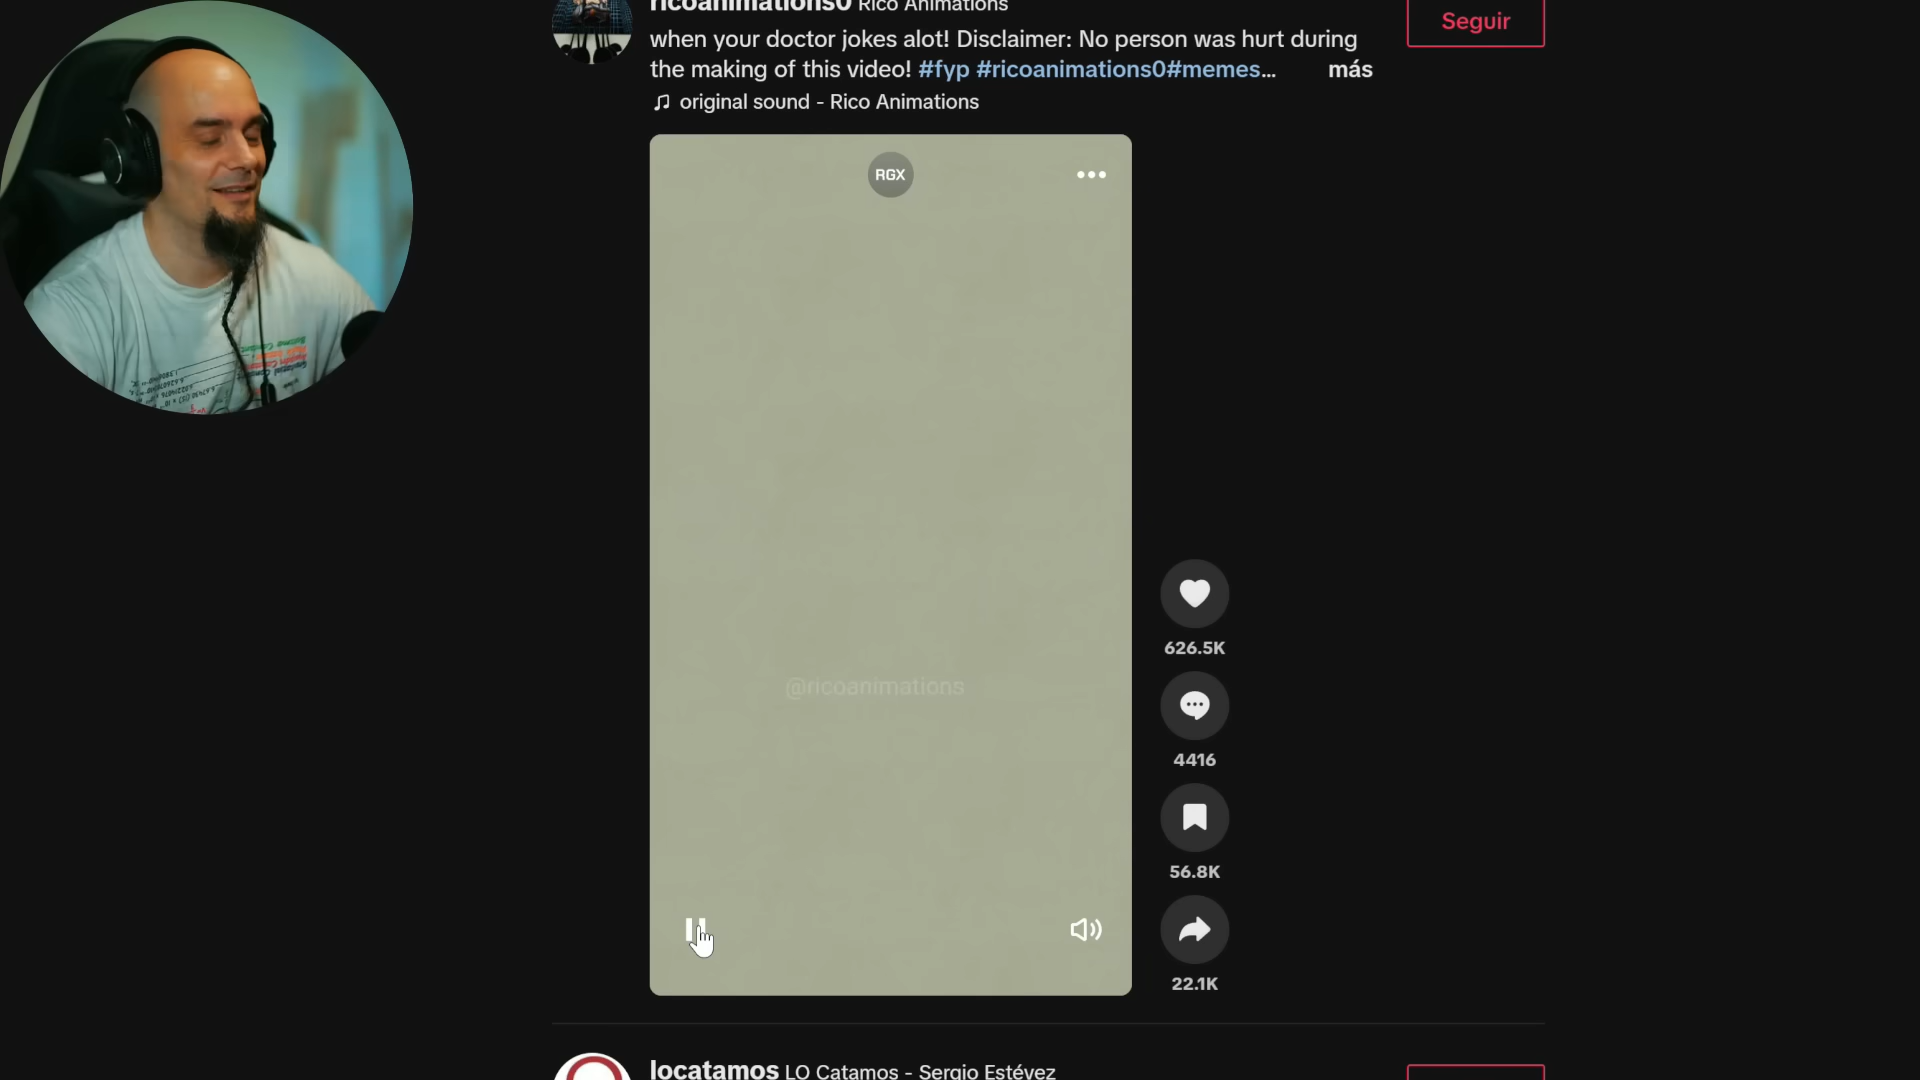 ricoanimations0 Rico Animations
Seguir
when your doctor jokes alot! Disclaimer: No person was hurt during
the making of this video! #fyp #ricoanimations0#memes... más
original sound - Rico Animations
RGX
@ricoanimations
626.5K
4416
56.8K
22.1K
locatamos LO Catamos - Sergio Estévez